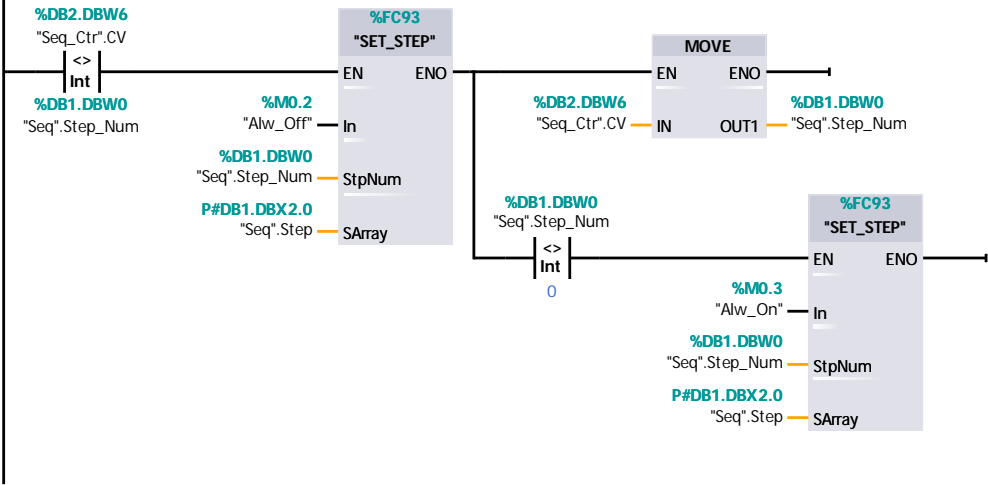 %DB2.DBW6
"Seq_Ctr".CV
<>
Int
%DB1.DBW0
"Seq".Step_Num
%FC93
"SET_STEP"
EN ENO
%M0.2
"Alw_Off"
In
%DB1.DBW0
"Seq".Step_Num
StpNum
P#DB1.DBX2.0
"Seq".Step
SArray
MOVE
EN ENO
%DB2.DBW6
"Seq_Ctr".CV
IN OUT1
%DB1.DBW0
"Seq".Step_Num
%DB1.DBW0
"Seq".Step_Num
<>
Int
0
%FC93
"SET_STEP"
EN ENO
%M0.3
"Alw_On"
In
%DB1.DBW0
"Seq".Step_Num
StpNum
P#DB1.DBX2.0
"Seq".Step
SArray